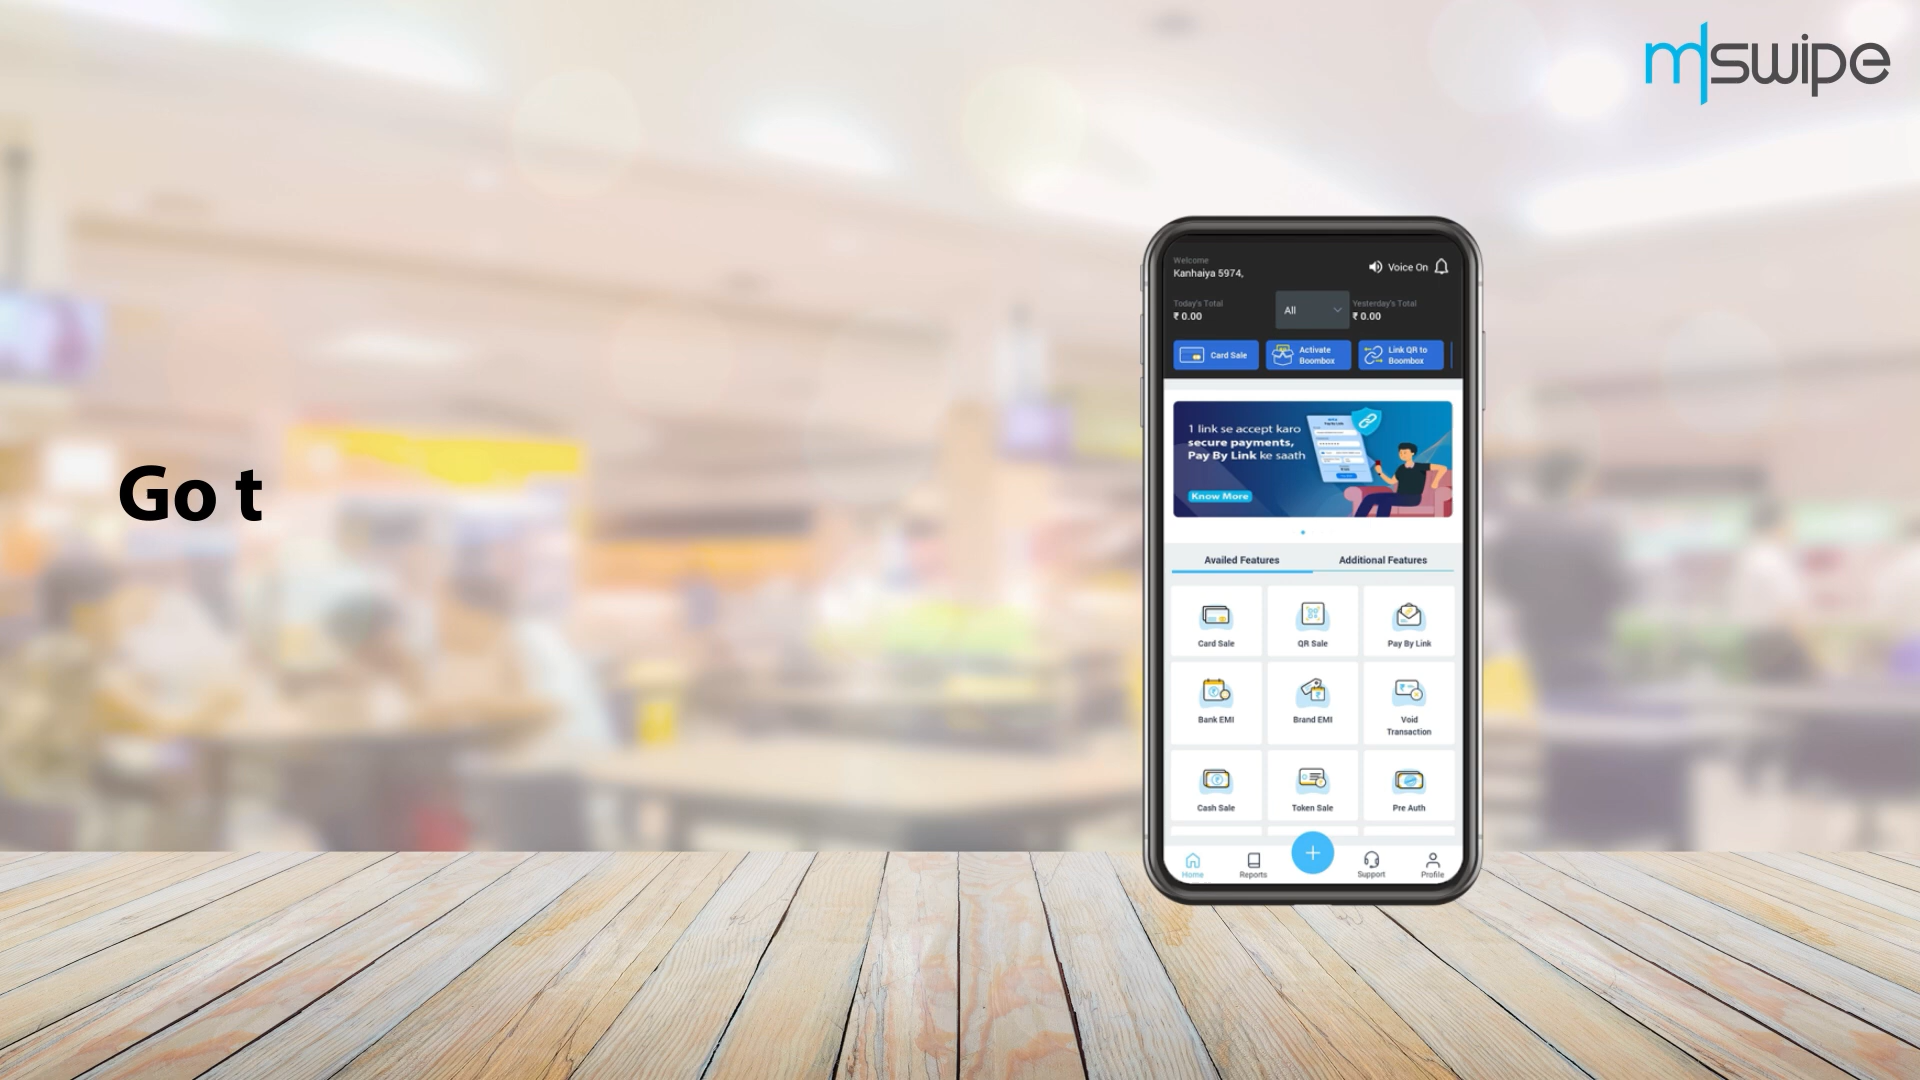 mswipe
Go t
Welcome
Kanhaiya 5974,
Voice On
Today's Total
₹ 0.00
All
Yesterday's Total
₹ 0.00
Card Sale
Activate
Boombox
Link QR to
Boombox
1 link se accept karo
secure payments,
Pay By Link ke saath
Know More
Availed Features
Additional Features
Card Sale
QR Sale
Pay By Link
Bank EMI
Brand EMI
Void
Transaction
Cash Sale
Token Sale
Pre Auth
Home
Reports
Support
Profile